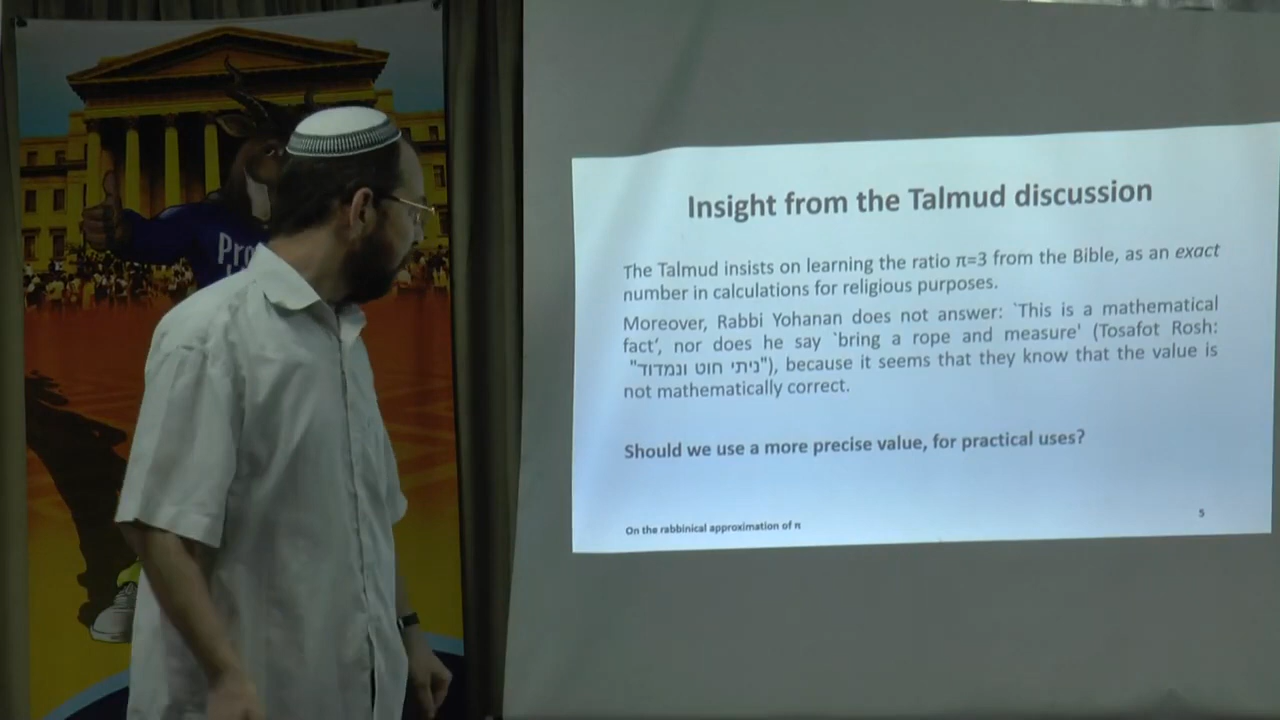 Pro
Insight from the Talmud discussion
The Talmud insists on learning the ratio π=3 from the Bible, as an exact
number in calculations for religious purposes.
Moreover, Rabbi Yohanan does not answer: `This is a mathematical
fact‘, nor does he say `bring a rope and measure' (Tosafot Rosh:
"ניתי חוט ונמדוד"), because it seems that they know that the value is
not mathematically correct.
Should we use a more precise value, for practical uses?
On the rabbinical approximation of π
5